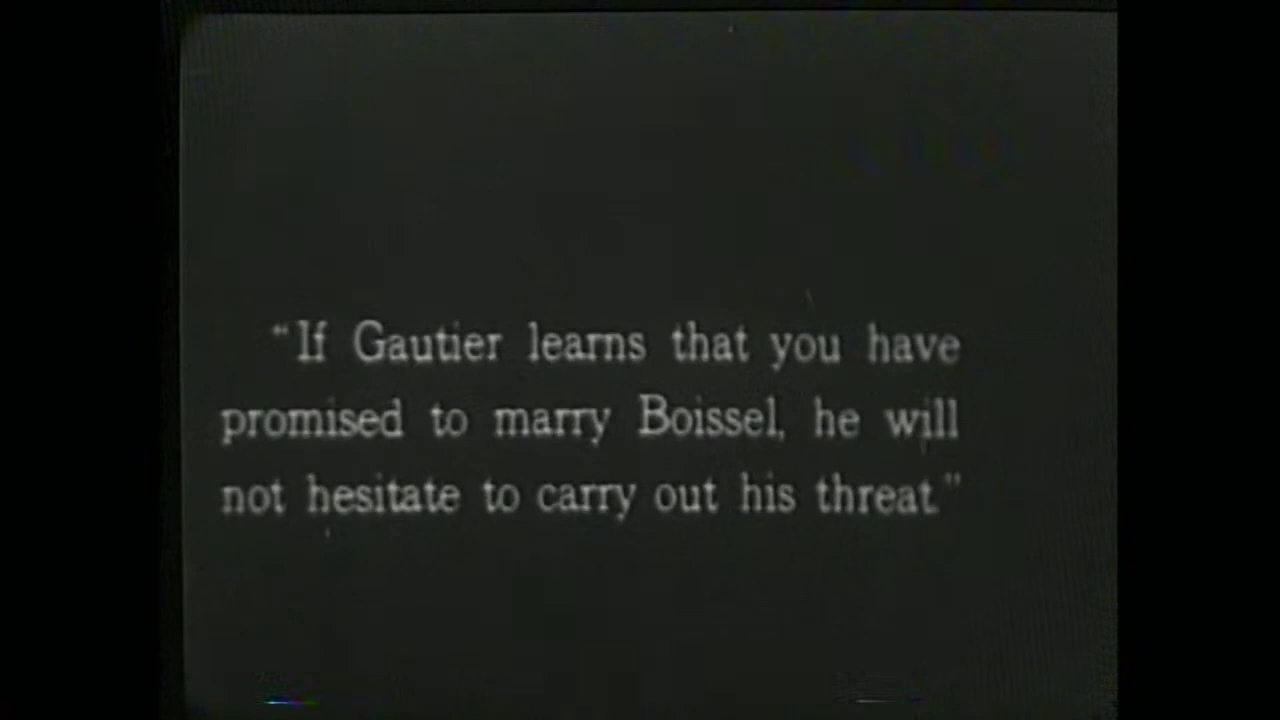 "If Gautier learns that you have
promised to marry Boissel, he will
not hesitate to carry out his threat."